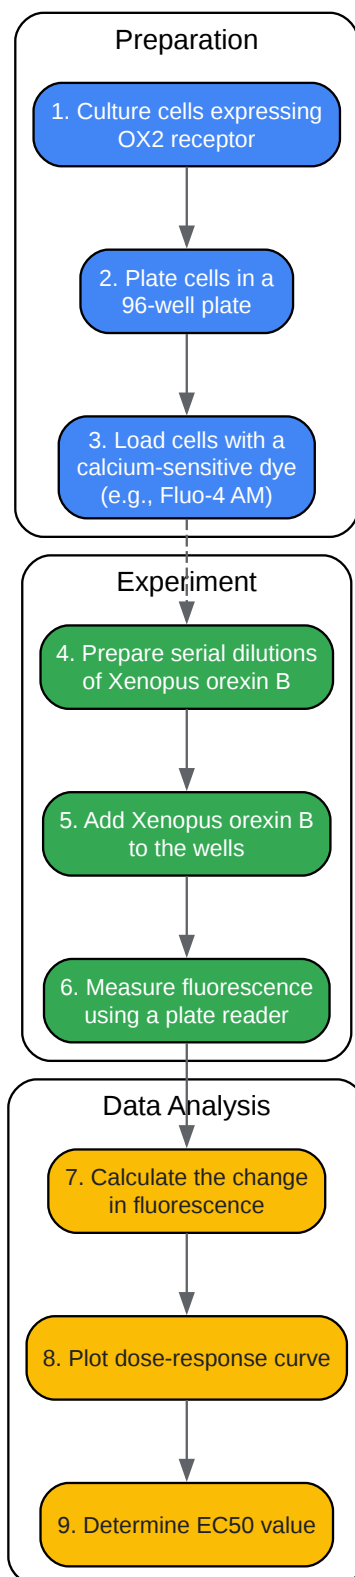 Preparation
1. Culture cells expressing
OX2 receptor
2. Plate cells in a
96-well plate
3. Load cells with a
calcium-sensitive dye
(e.g., Fluo-4 AM)
Experiment
4. Prepare serial dilutions
of Xenopus orexin B
5. Add Xenopus orexin B
to the wells
6. Measure fluorescence
using a plate reader
Data Analysis
7. Calculate the change
in fluorescence
8. Plot dose-response curve
9. Determine EC50 value